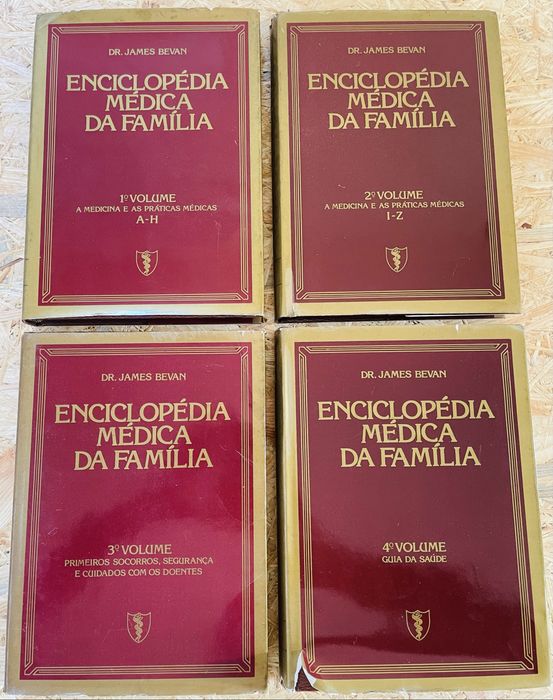 DR. JAMES BEVAN
ENCICLOPÉDIA
MÉDICA
DA FAMÍLIA
1º VOLUME
A MEDICINA E AS PRÁTICAS MÉDICAS
A-H
DR. JAMES BEVAN
ENCICLOPÉDIA
MÉDICA
DA FAMÍLIA
2º VOLUME
A MEDICINA E AS PRÁTICAS MÉDICAS
I-Z
DR. JAMES BEVAN
ENCICLOPÉDIA
MÉDICA
DA FAMÍLIA
3º VOLUME
PRIMEIROS SOCORROS, SEGURANÇA
E CUIDADOS COM OS DOENTES
DR. JAMES BEVAN
ENCICLOPÉDIA
MÉDICA
DA FAMÍLIA
4º VOLUME
GUIA DA SAÚDE